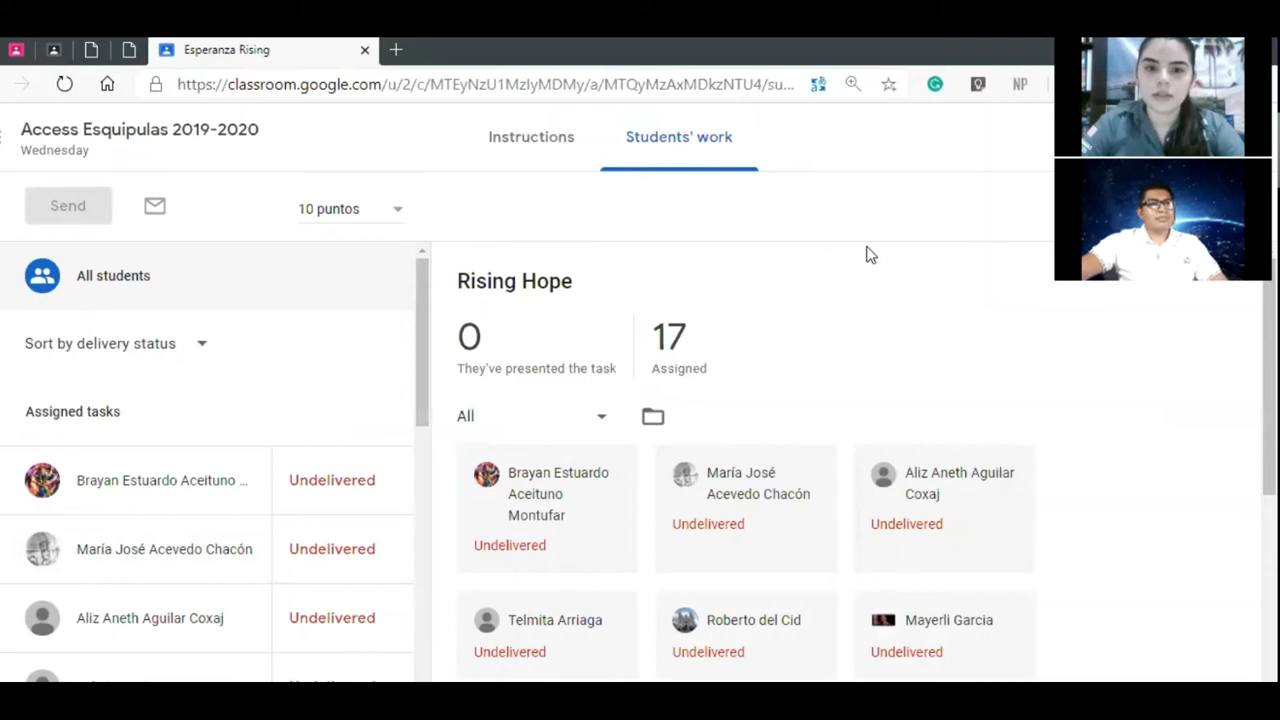 Esperanza Rising
https://classroom.google.com/u/2/c/MTEyNzU1MzIyMDMy/a/MTQyMzAxMDkzNTU4/su...
NP
Access Esquipulas 2019-2020
Wednesday
Instructions
Students' work
Send
10 puntos
All students
Sort by delivery status
Assigned tasks
Brayan Estuardo Aceituno ...
Undelivered
María José Acevedo Chacón
Undelivered
Aliz Aneth Aguilar Coxaj
Undelivered
Rising Hope
0
They've presented the task
17
Assigned
All
Brayan Estuardo
Aceituno
Montufar
Undelivered
María José
Acevedo Chacón
Undelivered
Aliz Aneth Aguilar
Coxaj
Undelivered
Telmita Arriaga
Undelivered
Roberto del Cid
Undelivered
Mayerli Garcia
Undelivered